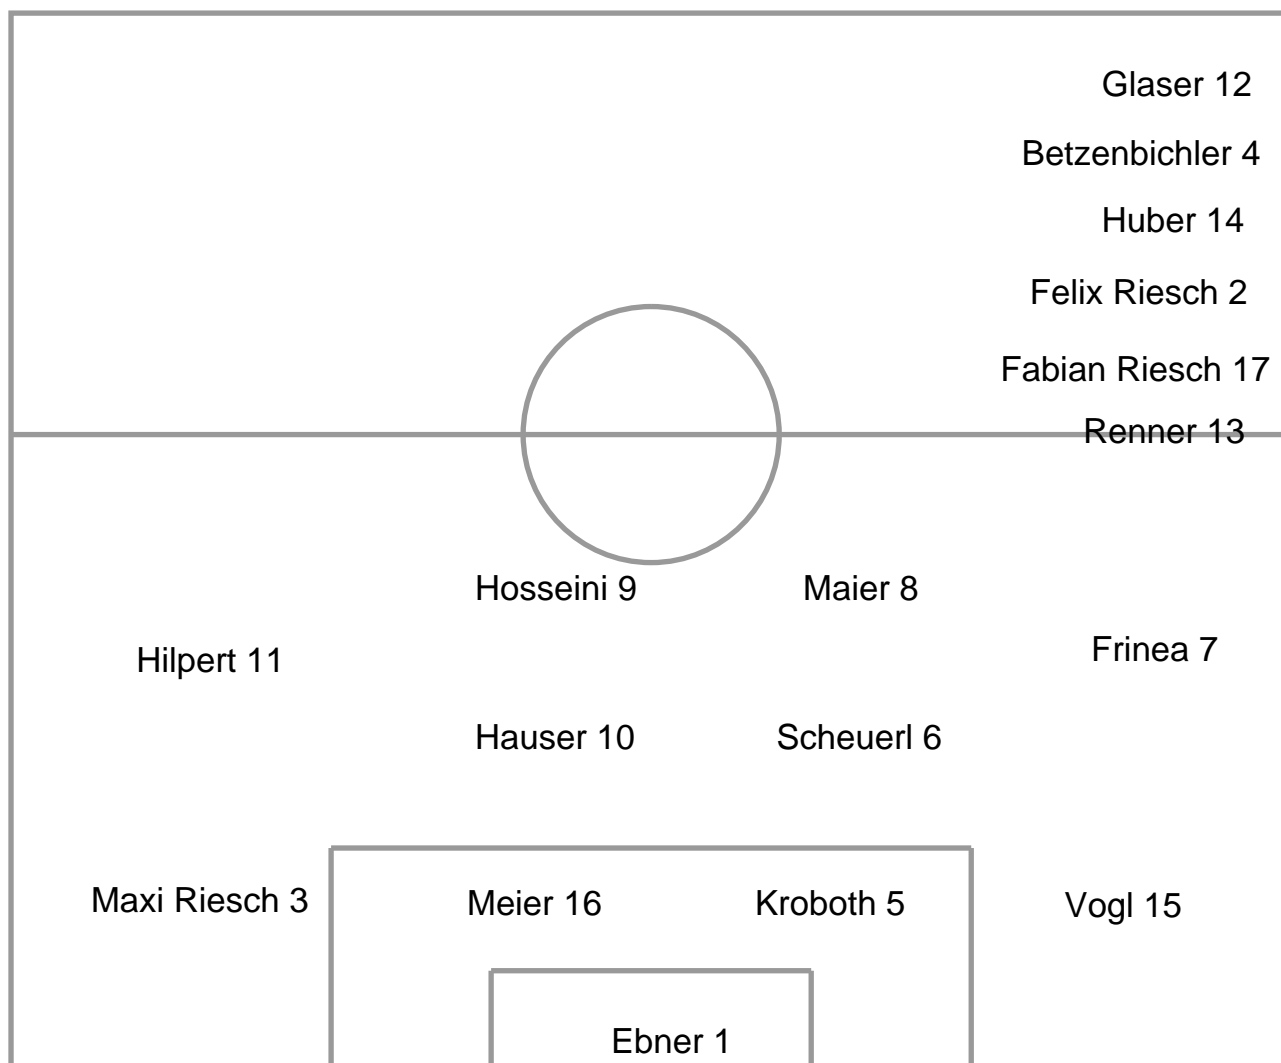 Glaser 12
Betzenbichler 4
Huber 14
Felix Riesch 2
Fabian Riesch 17
Renner 13
Hosseini 9
Maier 8
Hilpert 11
Frinea 7
Hauser 10
Scheuerl 6
Maxi Riesch 3
Meier 16
Kroboth 5
Vogl 15
Ebner 1